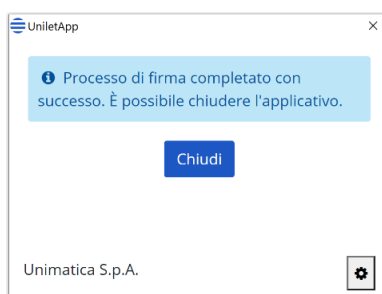 UniletApp
Processo di firma completato con
successo. È possibile chiudere l'applicativo.
Chiudi
Unimatica S.p.A.